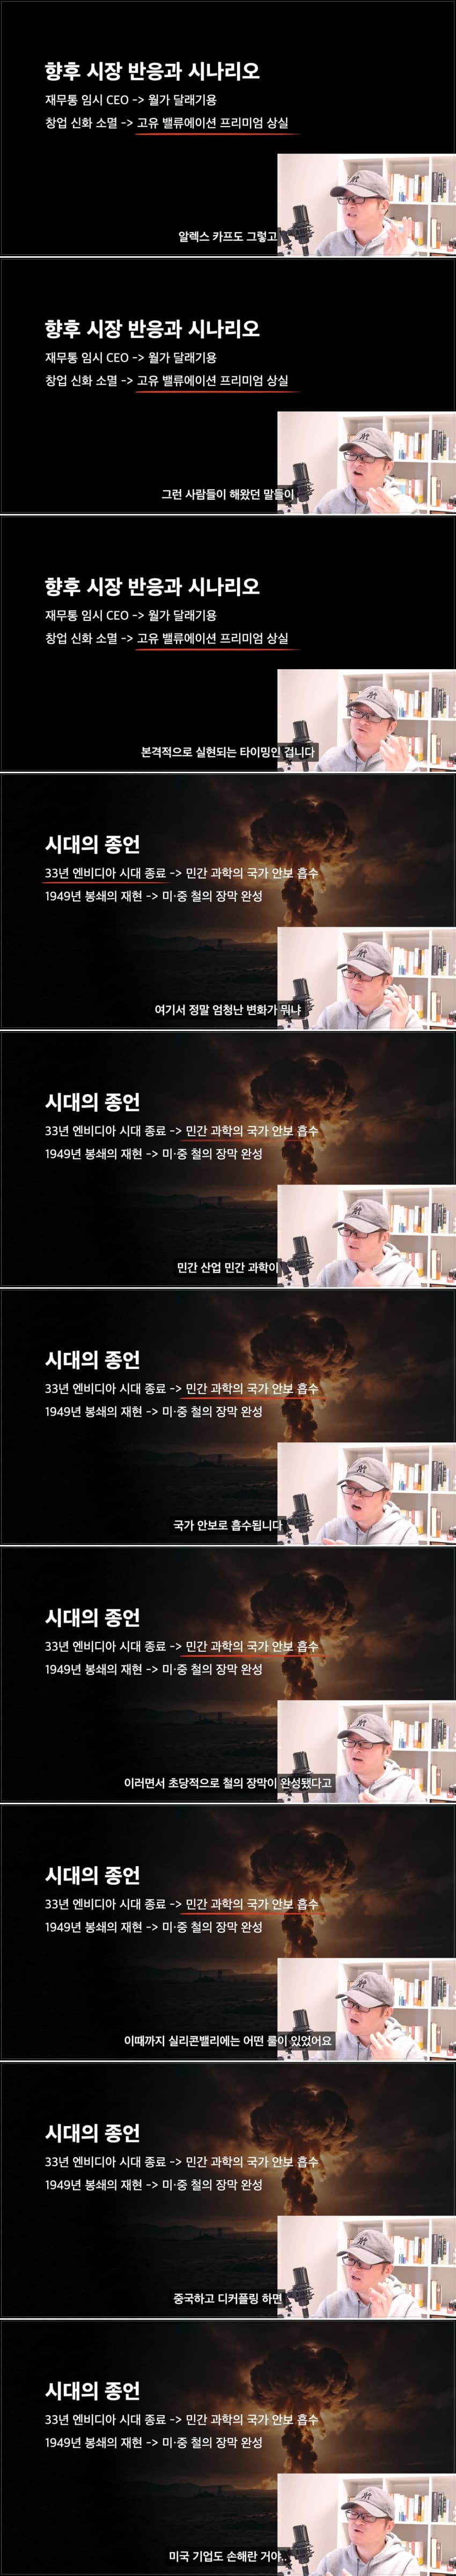 향후 시장 반응과 시나리오
재무통 임시 CEO -> 월가 달래기용
창업 신화 소멸 -> 고유 밸류에이션 프리미엄 상실
알렉스 카프도 그렇고
향후 시장 반응과 시나리오
재무통 임시 CEO -> 월가 달래기용
창업 신화 소멸 -> 고유 밸류에이션 프리미엄 상실
그런 사람들이 해왔던 말들이
향후 시장 반응과 시나리오
재무통 임시 CEO -> 월가 달래기용
창업 신화 소멸 -> 고유 밸류에이션 프리미엄 상실
본격적으로 실현되는 타이밍인 겁니다
시대의 종언
33년 엔비디아 시대 종료 -> 민간 과학의 국가 안보 흡수
1949년 봉쇄의 재현 -> 미·중 철의 장막 완성
여기서 정말 엄청난 변화가 뭐냐
시대의 종언
33년 엔비디아 시대 종료 -> 민간 과학의 국가 안보 흡수
1949년 봉쇄의 재현 -> 미·중 철의 장막 완성
민간 산업 민간 과학이
시대의 종언
33년 엔비디아 시대 종료 -> 민간 과학의 국가 안보 흡수
1949년 봉쇄의 재현 -> 미·중 철의 장막 완성
국가 안보로 흡수됩니다
시대의 종언
33년 엔비디아 시대 종료 -> 민간 과학의 국가 안보 흡수
1949년 봉쇄의 재현 -> 미·중 철의 장막 완성
이러면서 초당적으로 철의 장막이 완성됐다고
시대의 종언
33년 엔비디아 시대 종료 -> 민간 과학의 국가 안보 흡수
1949년 봉쇄의 재현 -> 미·중 철의 장막 완성
이때까지 실리콘밸리에는 어떤 룰이 있었어요
시대의 종언
33년 엔비디아 시대 종료 -> 민간 과학의 국가 안보 흡수
1949년 봉쇄의 재현 -> 미·중 철의 장막 완성
중국하고 디커플링 하면
시대의 종언
33년 엔비디아 시대 종료 -> 민간 과학의 국가 안보 흡수
1949년 봉쇄의 재현 -> 미·중 철의 장막 완성
미국 기업도 손해란 거야